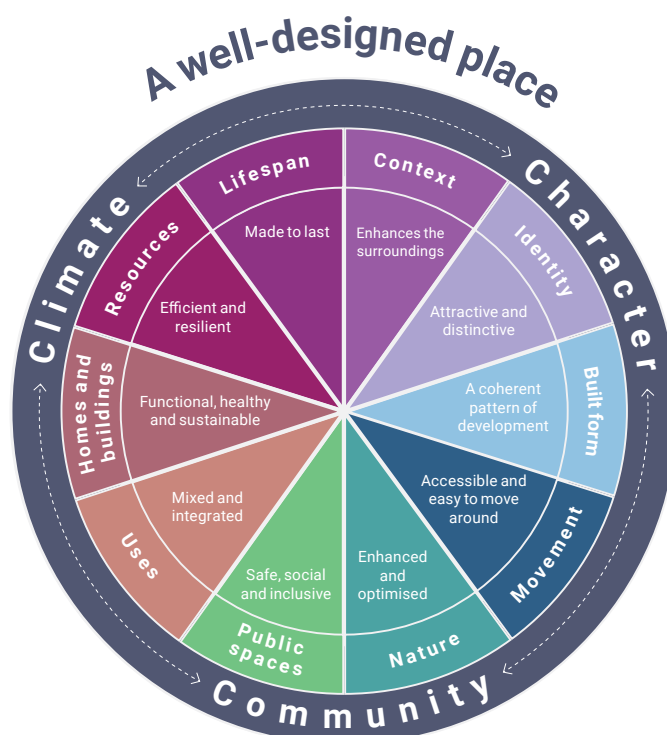 A well-designed place
Climate
Character
Community
Context
Enhances the
surroundings
Identity
Attractive and
distinctive
Built form
A coherent
pattern of
development
Movement
Accessible and
easy to move
around
Nature
Enhanced
and
optimised
Public
spaces
Safe, social
and inclusive
Uses
Mixed and
integrated
Homes and
buildings
Functional, healthy
and sustainable
Resources
Efficient and
resilient
Lifespan
Made to last